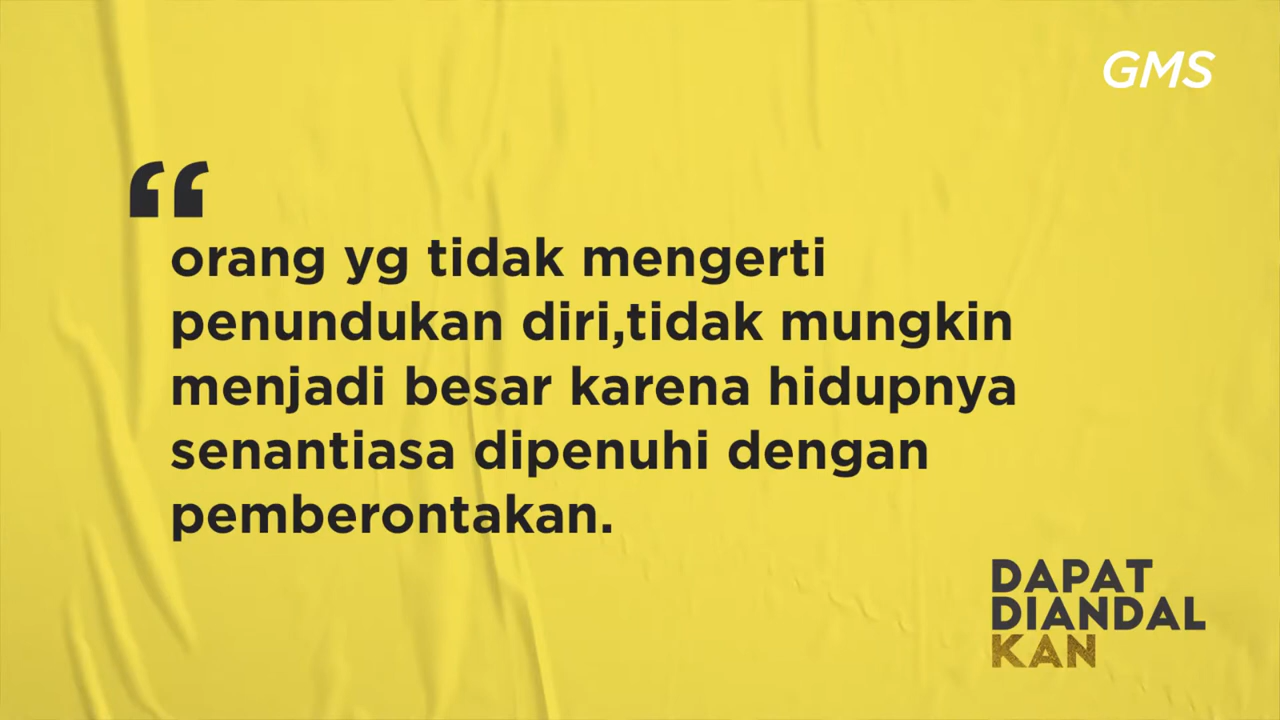 GMS
“
orang yg tidak mengerti
penundukan diri,tidak mungkin
menjadi besar karena hidupnya
senantiasa dipenuhi dengan
pemberontakan.
DAPAT
DIANDAL
KAN